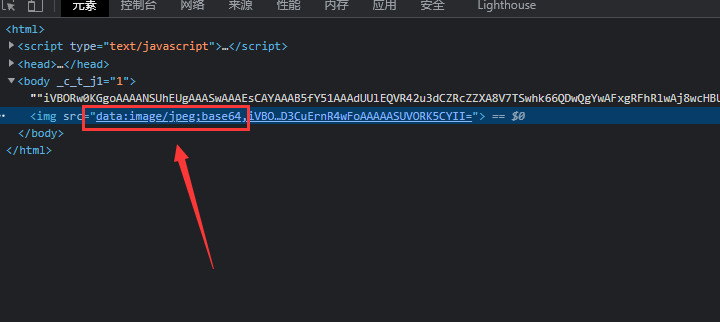 元素 控制台 网络 来源 性能 内存 应用 安全 Lighthouse
<html>
<script type="text/javascript">…</script>
<head>…</head>
<body _c_t_j1="1">
""iVBORw0KGgoAAAANSUhEUgAAASwAAAEsCAYAAAB5fY51AAAdUUlEQVR42u3dCZRcZZXA8V7TSwhk66QDwQgYwAFxgRFhRlwAj8wcHBU
<img src="data:image/jpeg;base64,iVBO…D3CuErnR4wFoAAAAASUVORK5CYII="> == $0
</body>
</html>